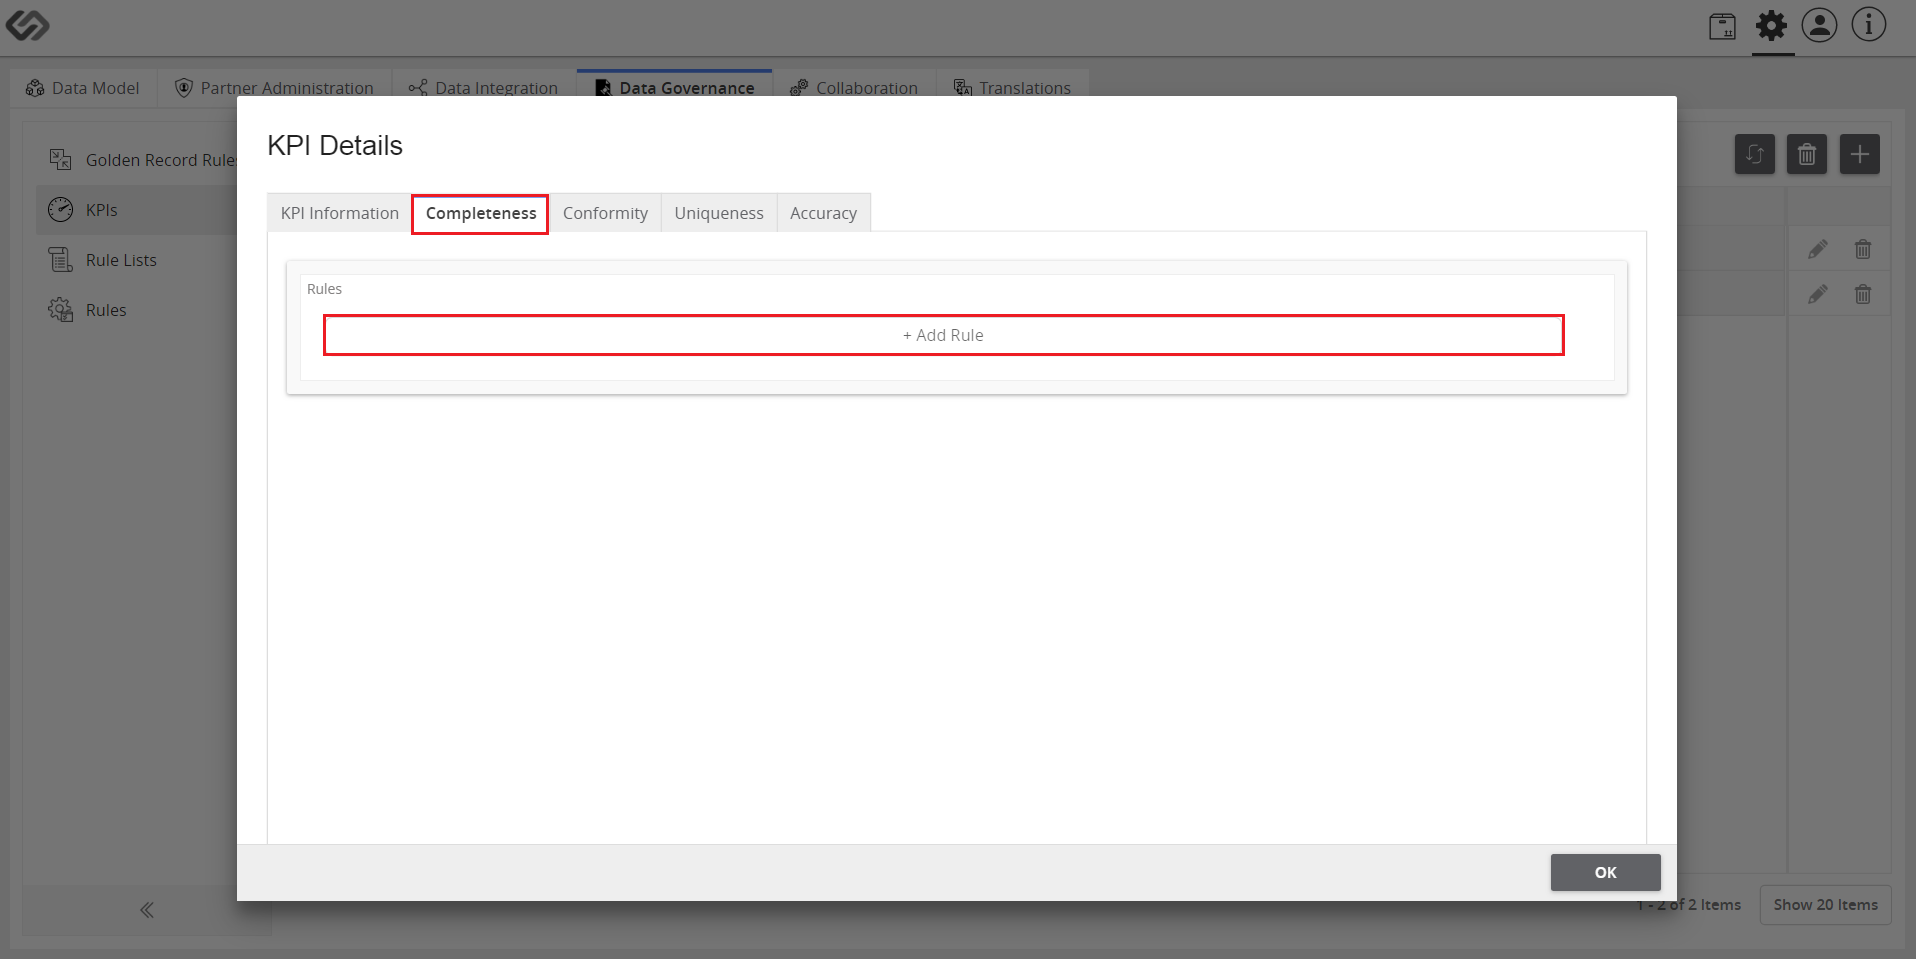 Data Model
Partner Administration
Data Integration
Data Governance
Collaboration
Translations
Golden Record Rules
KPIs
Rule Lists
Rules
KPI Details
KPI Information
Completeness
Conformity
Uniqueness
Accuracy
Rules
+ Add Rule
OK
1 - 2 of 2 Items
Show 20 Items